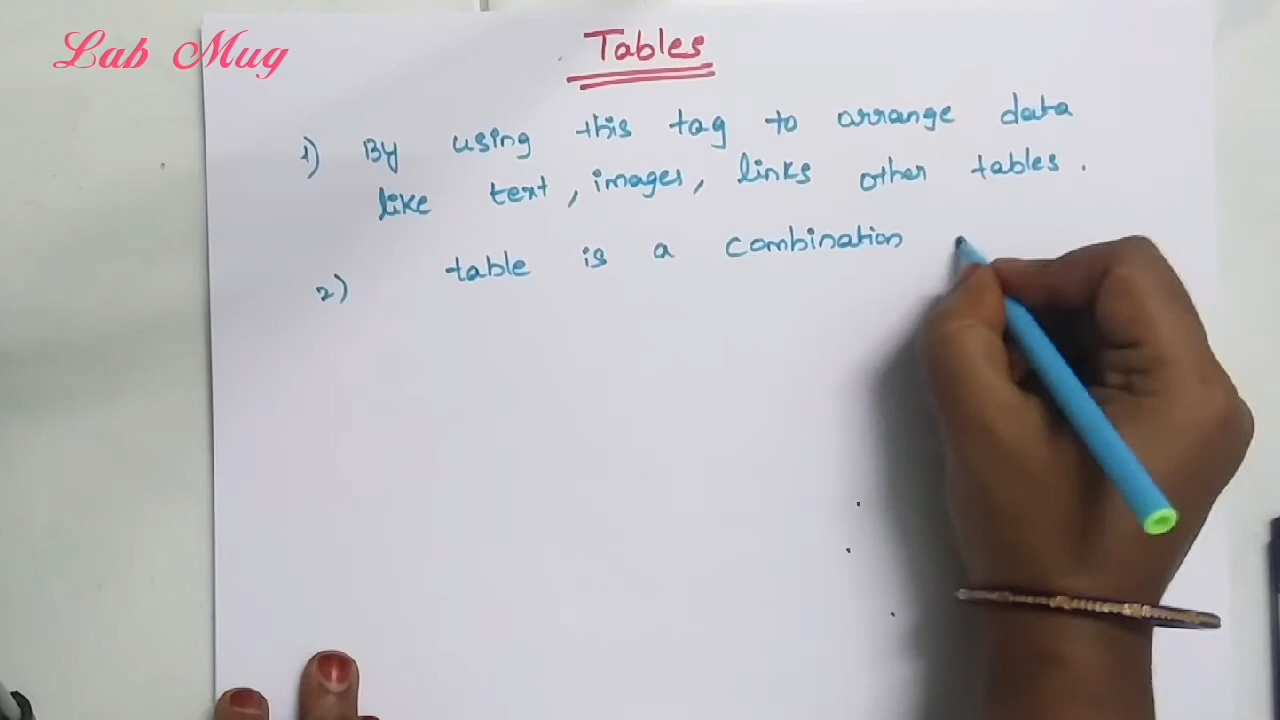 Lab Mug
Tables
1) By using this tag to arrange data
like text, images, links other tables.
2) table is a combination